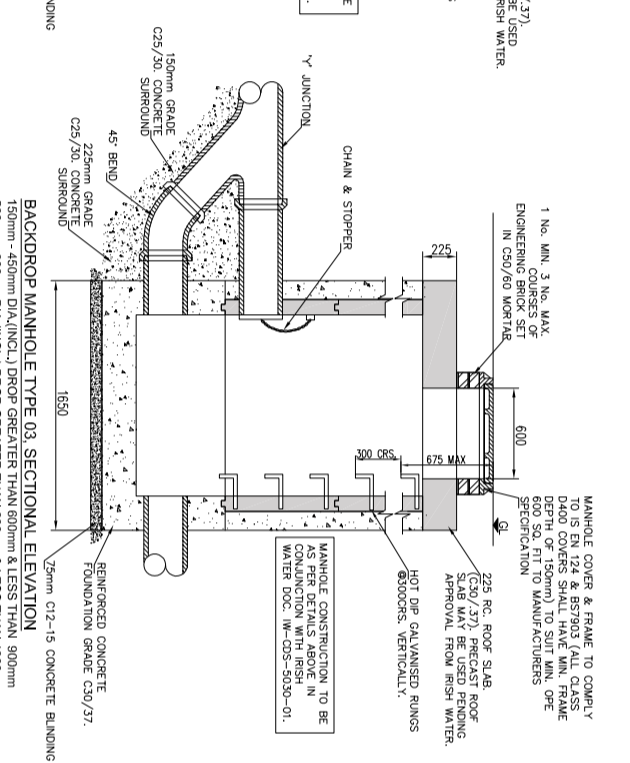 /.37).
BE USED
RISH WATER.
NDING
1 No. MIN. 3 No. MAX.
COURSES OF
ENGINEERING BRICK SET
IN C50/60 MORTAR
600
MANHOLE COVER & FRAME TO COMPLY
TO IS EN 124 & BS7903 (ALL CLASS
D400 COVERS SHALL HAVE MIN. FRAME
DEPTH OF 150mm) TO SUIT MIN. OPE
600 SQ. FIT TO MANUFACTURERS
SPECIFICATION
GL
225
675 MAX
225 RC. ROOF SLAB.
(C30/.37). PRECAST ROOF
SLAB MAY BE USED PENDING
APPROVAL FROM IRISH WATER.
300 CRS.
HOT DIP GALVANISED RUNGS
@300CRS. VERTICALLY.
CHAIN & STOPPER
'Y' JUNCTION
MANHOLE CONSTRUCTION TO BE
AS PER DETAILS ABOVE IN
CONJUNCTION WITH IRISH
WATER DOC. IW-CDS-5030-01.
150mm GRADE
C25/30. CONCRETE
SURROUND
45° BEND
225mm GRADE
C25/30. CONCRETE
SURROUND
REINFORCED CONCRETE
FOUNDATION GRADE C30/37.
1650
75mm C12-15 CONCRETE BLINDING
BACKDROP MANHOLE TYPE 03, SECTIONAL ELEVATION
150mm - 450mm DIA.(INCL.) DROP GREATER THAN 600mm & LESS THAN 900mm